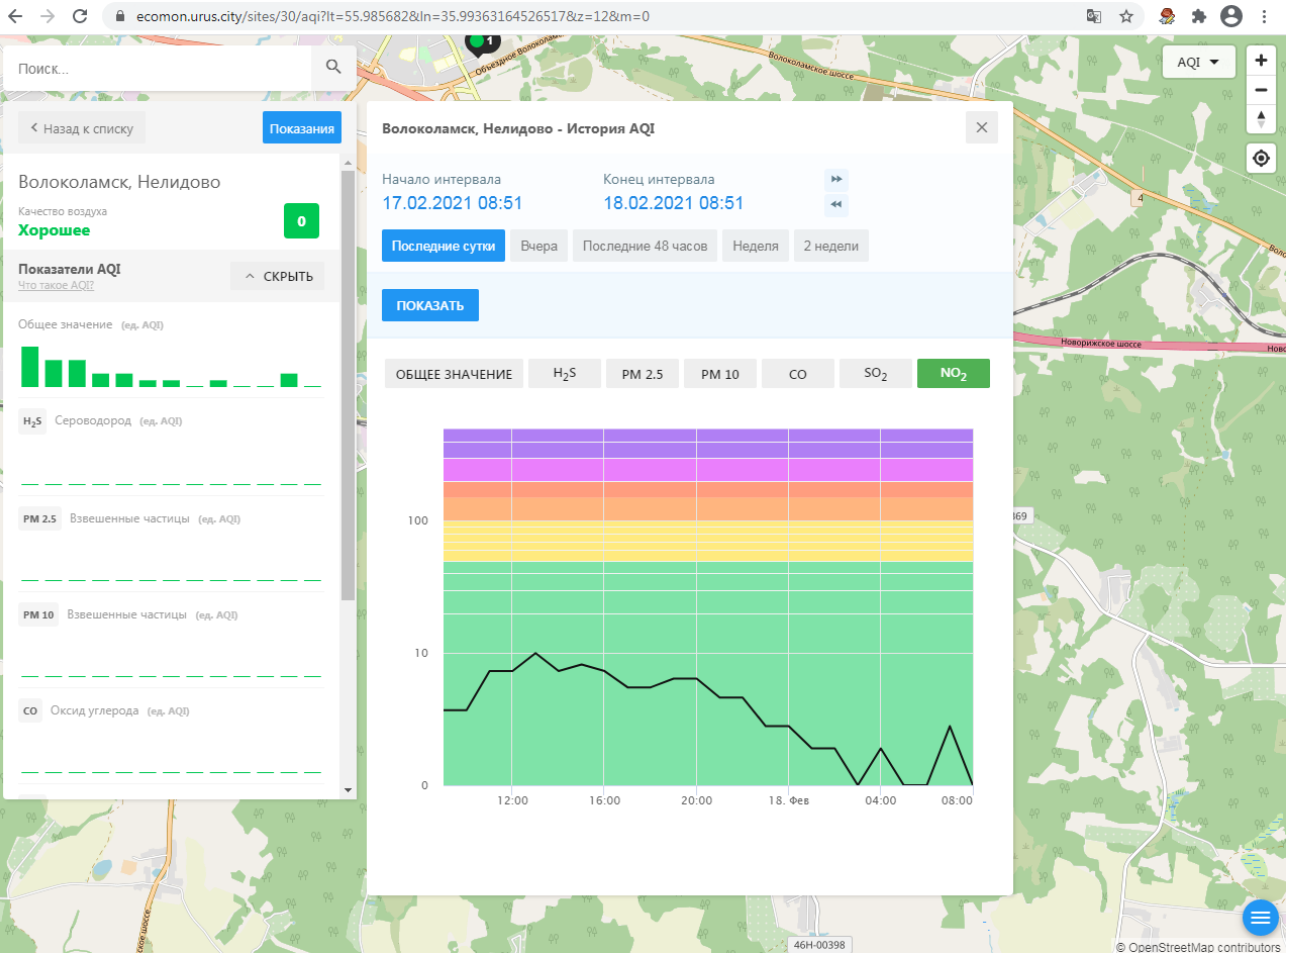 ecomon.urus.city/sites/30/aqi?lt=55.985682&ln=35.99363164526517&z=12&m=0
1
Объездное Волоколамск
Волоколамское шоссе
Поиск...
AQI
Назад к списку
Показания
Волоколамск, Нелидово
Качество воздуха
Хорошее
0
Показатели AQI
Что такое AQI?
СКРЫТЬ
Общее значение (ед. AQI)
H₂S Сероводород (ед. AQI)
PM 2.5 Взвешенные частицы (ед. AQI)
PM 10 Взвешенные частицы (ед. AQI)
CO Оксид углерода (ед. AQI)
Волоколамск, Нелидово - История AQI
Начало интервала
Конец интервала
17.02.2021 08:51
18.02.2021 08:51
Последние сутки
Вчера
Последние 48 часов
Неделя
2 недели
ПОКАЗАТЬ
ОБЩЕЕ ЗНАЧЕНИЕ
H₂S
PM 2.5
PM 10
CO
SO₂
NO₂
100
10
0
12:00
16:00
20:00
18. Фев
04:00
08:00
4
Новорижское шоссе
46Н-00398
© OpenStreetMap contributors